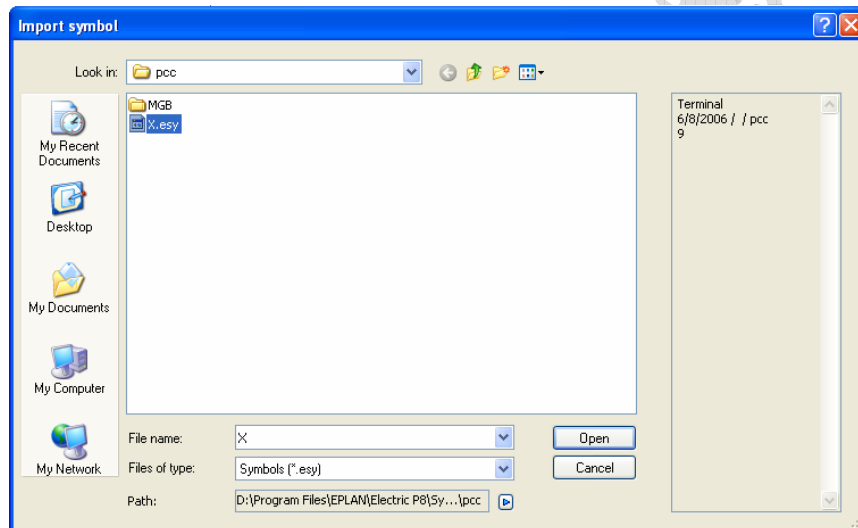 Import symbol
Look in:
pcc
MGB
X.esy
My Recent
Documents
Desktop
My Documents
My Computer
My Network
File name:
X
Open
Files of type:
Symbols (*.esy)
Cancel
Path:
D:\Program Files\EPLAN\Electric P8\Sy...\pcc
Terminal
6/8/2006 / / pcc
9